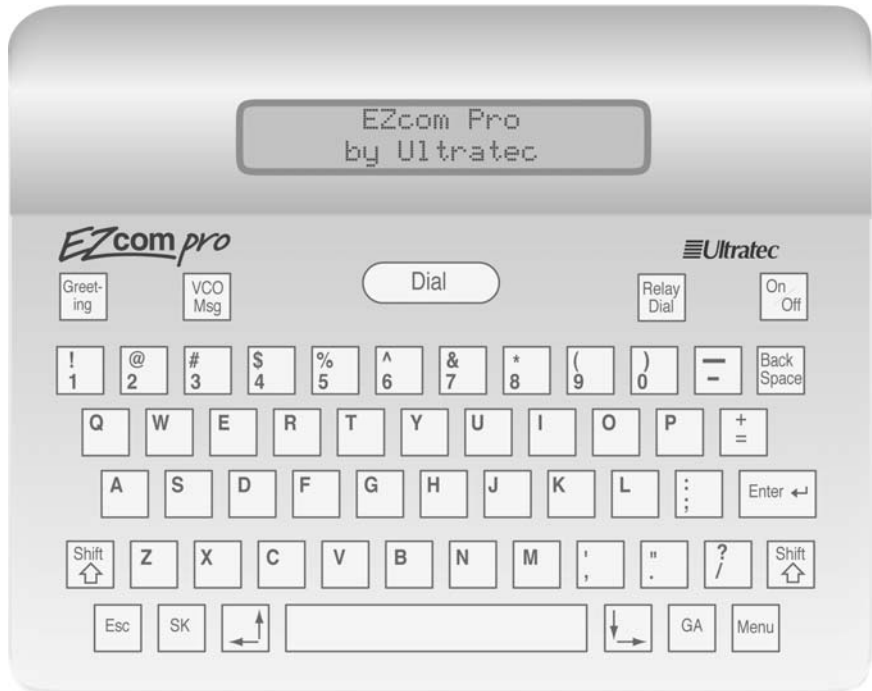 EZcom Pro
by Ultratec
EZcom pro
Ultratec
Greet-
ing
VCO
Msg
Dial
Relay
Dial
On
Off
! @ # $ % ^ & * ( ) — Back
1 2 3 4 5 6 7 8 9 0 - Space
Q W E R T Y U I O P +
=
A S D F G H J K L :
; Enter ↵
Shift Z X C V B N M ' " ? Shift
, . /
Esc SK GA Menu